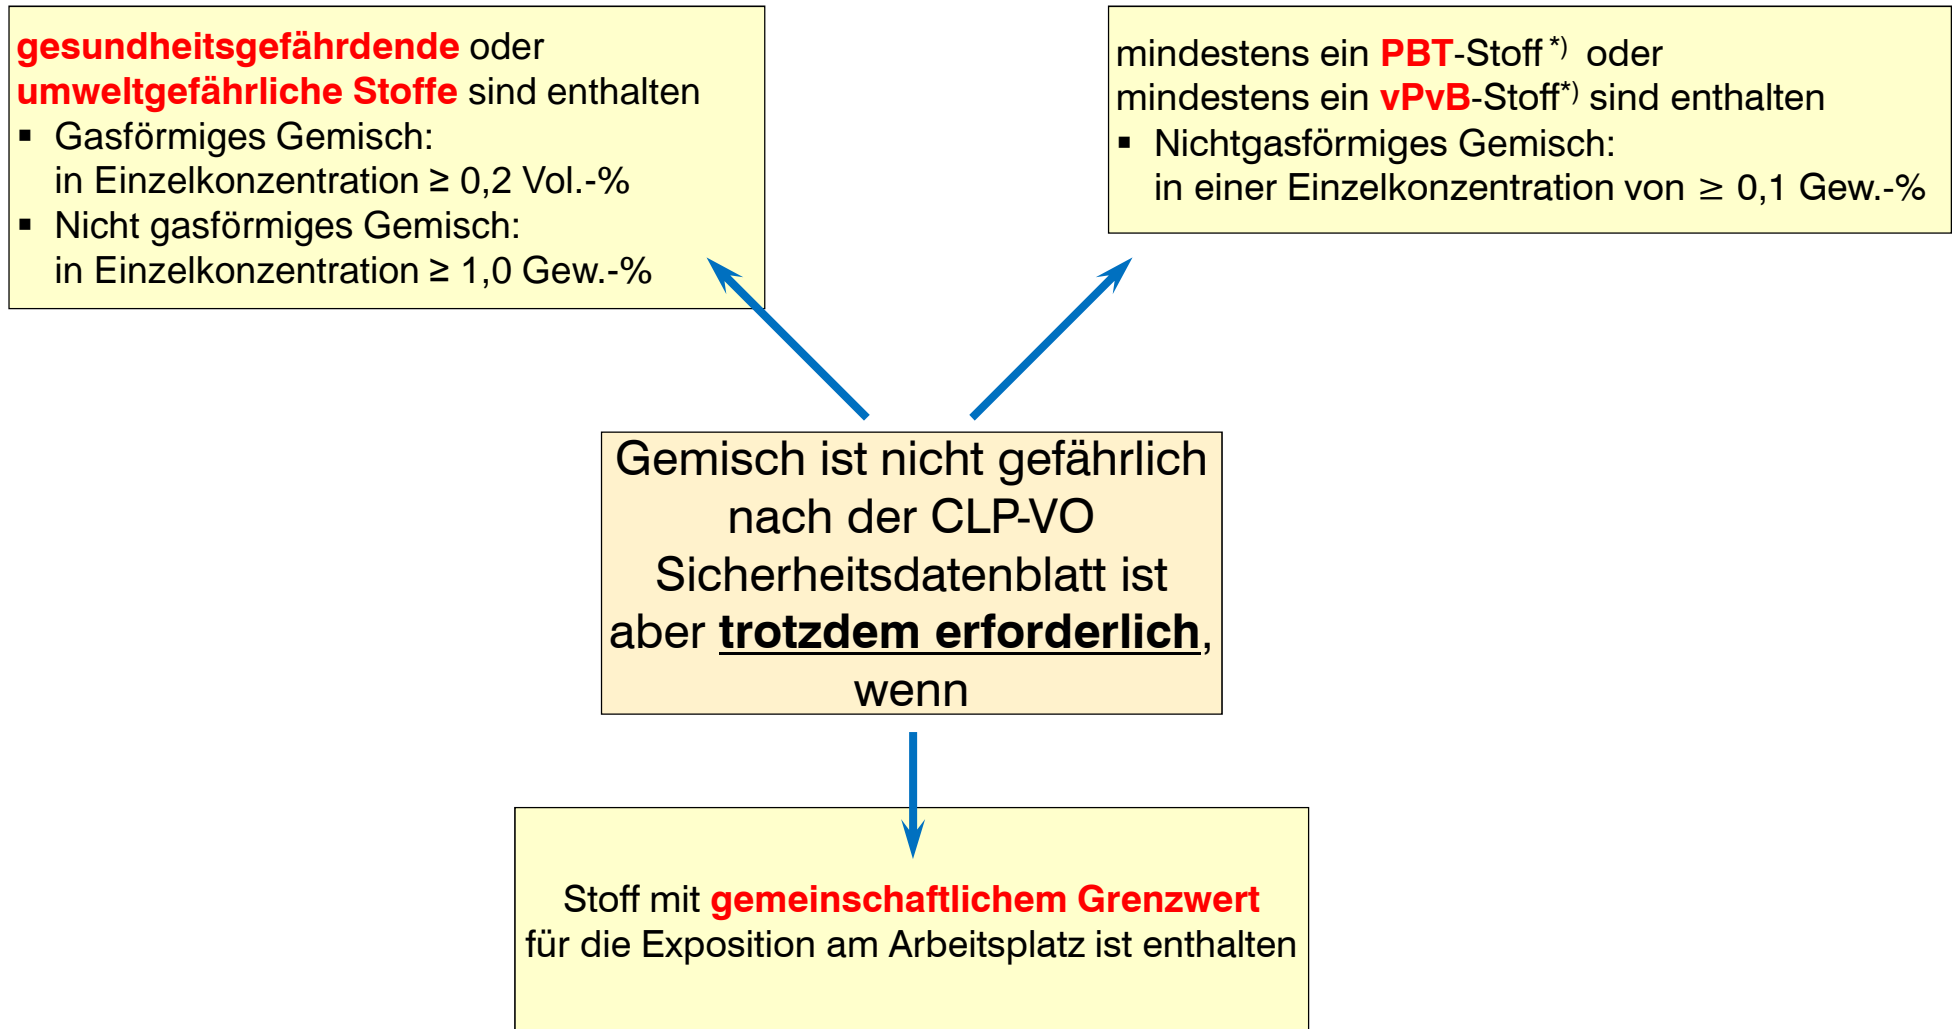 gesundheitsgefährdende oder
umweltgefährliche Stoffe sind enthalten
▪ Gasförmiges Gemisch:
in Einzelkonzentration ≥ 0,2 Vol.-%
▪ Nicht gasförmiges Gemisch:
in Einzelkonzentration ≥ 1,0 Gew.-%
mindestens ein PBT-Stoff *) oder
mindestens ein vPvB-Stoff*) sind enthalten
▪ Nichtgasförmiges Gemisch:
in einer Einzelkonzentration von ≥ 0,1 Gew.-%
Gemisch ist nicht gefährlich
nach der CLP-VO
Sicherheitsdatenblatt ist
aber trotzdem erforderlich,
wenn
Stoff mit gemeinschaftlichem Grenzwert
für die Exposition am Arbeitsplatz ist enthalten